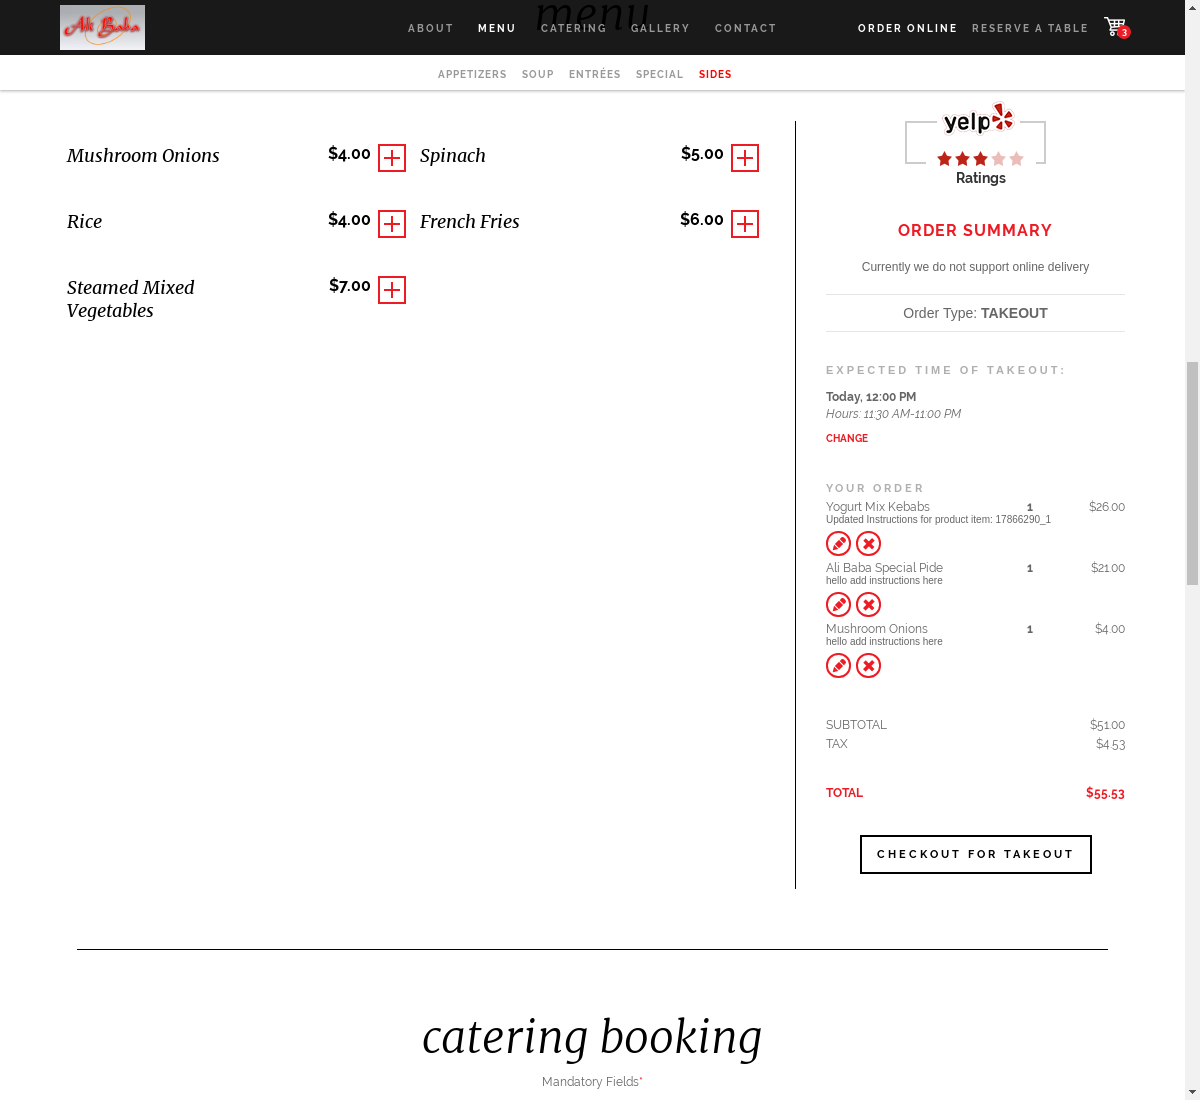 menu
Ali Baba
ABOUT MENU CATERING GALLERY CONTACT ORDER ONLINE RESERVE A TABLE 3
APPETIZERS SOUP ENTRÉES SPECIAL SIDES
Mushroom Onions $4.00
Spinach $5.00
Rice $4.00
French Fries $6.00
Steamed Mixed
Vegetables
$7.00
yelp
Ratings
ORDER SUMMARY
Currently we do not support online delivery
Order Type: TAKEOUT
EXPECTED TIME OF TAKEOUT:
Today, 12:00 PM
Hours: 11:30 AM-11:00 PM
CHANGE
YOUR ORDER
Yogurt Mix Kebabs 1 $26.00
Updated Instructions for product item: 17866290_1
Ali Baba Special Pide 1 $21.00
hello add instructions here
Mushroom Onions 1 $4.00
hello add instructions here
SUBTOTAL $51.00
TAX $4.53
TOTAL $55.53
CHECKOUT FOR TAKEOUT
catering booking
Mandatory Fields*